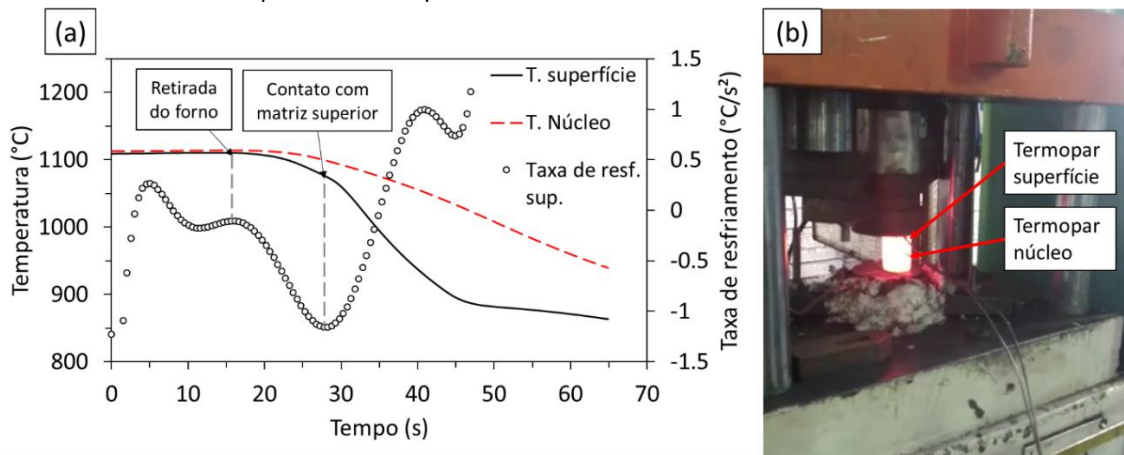 (a)
(b)
1.5
1
0.5
0
-0.5
-1
-1.5
Taxa de resfriamento (°C/s²)
1200
1100
1000
900
800
Temperatura (°C)
Retirada
do forno
Contato com
matriz superior
T. superfície
T. Núcleo
Taxa de resf.
sup.
0
10
20
30
40
50
60
70
Tempo (s)
Termopar
superfície
Termopar
núcleo